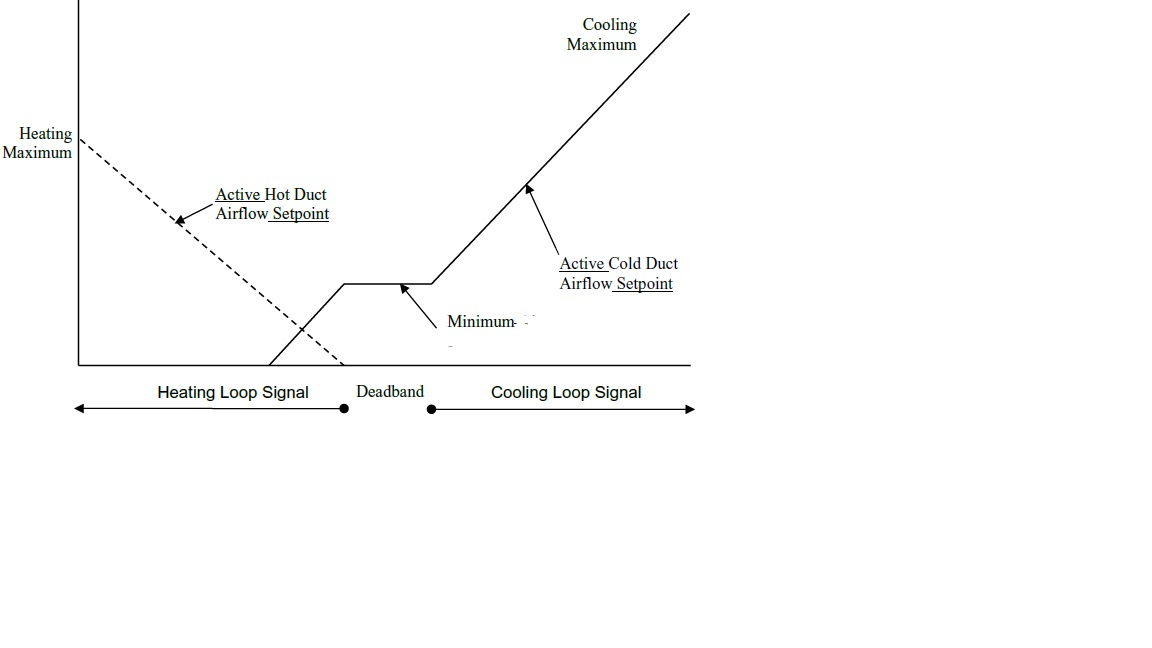 Cooling
Maximum
Heating
Maximum
Active Hot Duct
Airflow Setpoint
Active Cold Duct
Airflow Setpoint
Minimum
Heating Loop Signal
Deadband
Cooling Loop Signal